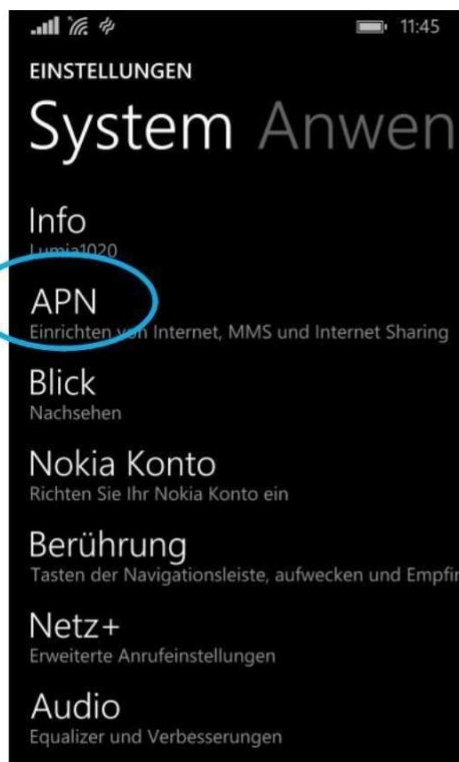 11:45
EINSTELLUNGEN
System Anwen
Info
Lumia1020
APN
Einrichten von Internet, MMS und Internet Sharing
Blick
Nachsehen
Nokia Konto
Richten Sie Ihr Nokia Konto ein
Berührung
Tasten der Navigationsleiste, aufwecken und Empfin
Netz+
Erweiterte Anrufeinstellungen
Audio
Equalizer und Verbesserungen